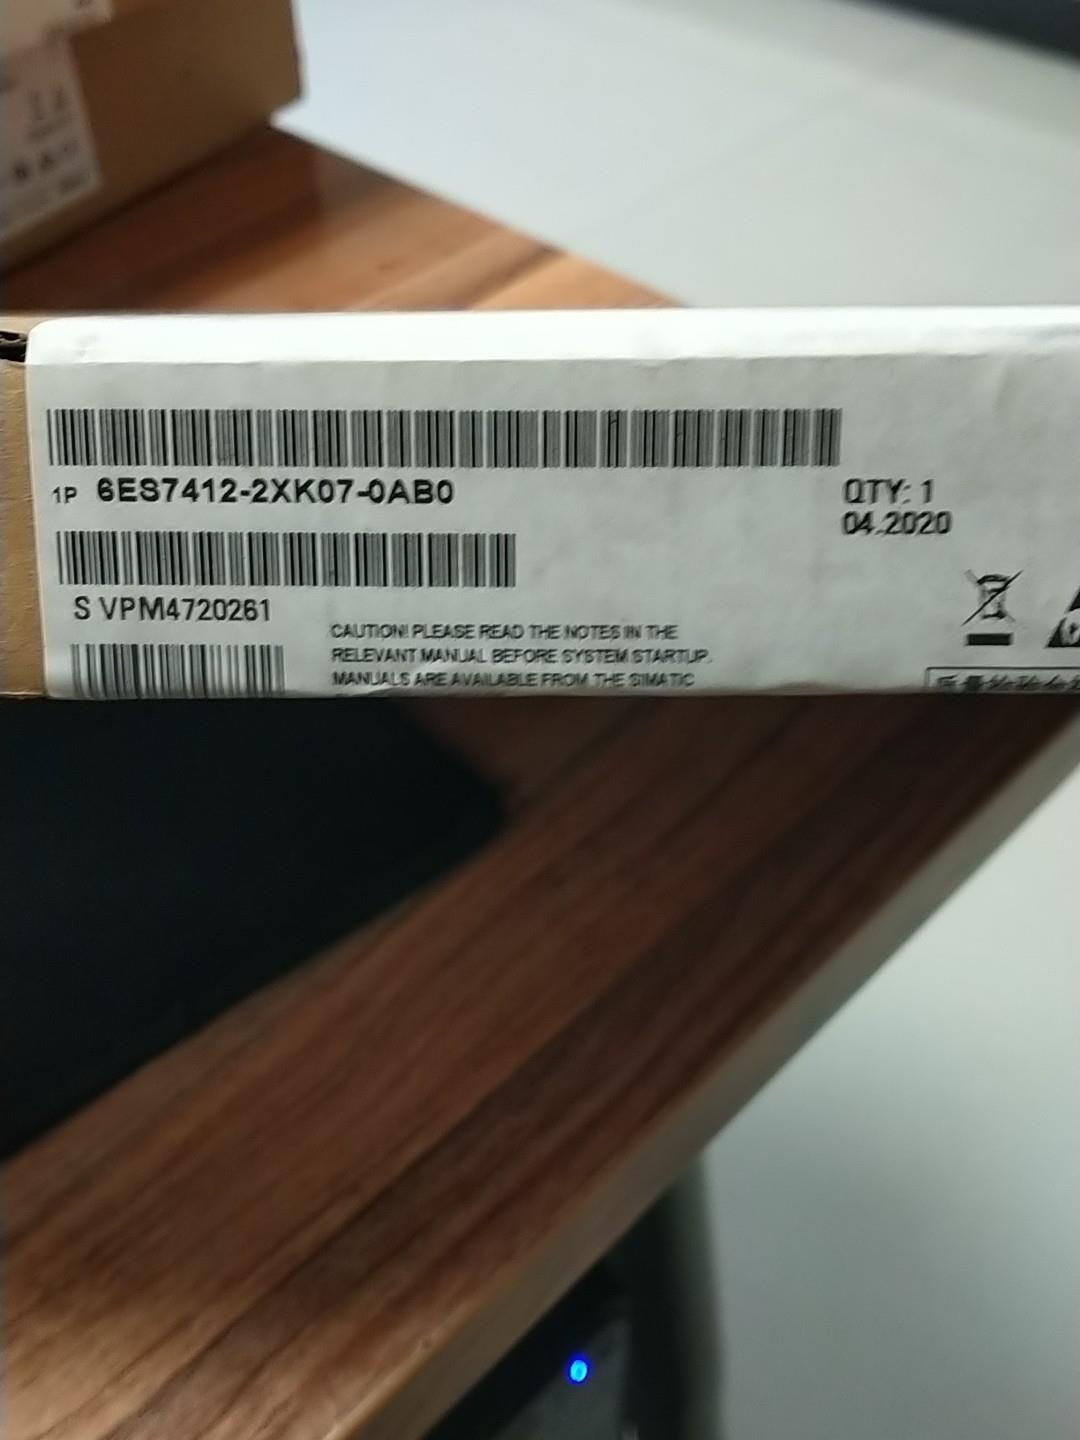 1P 6ES7412-2XK07-0AB0
QTY: 1
04.2020
S VPM4720261
CAUTION! PLEASE READ THE NOTES IN THE
RELEVANT MANUAL BEFORE SYSTEM STARTUP.
MANUALS ARE AVAILABLE FROM THE SIMATIC